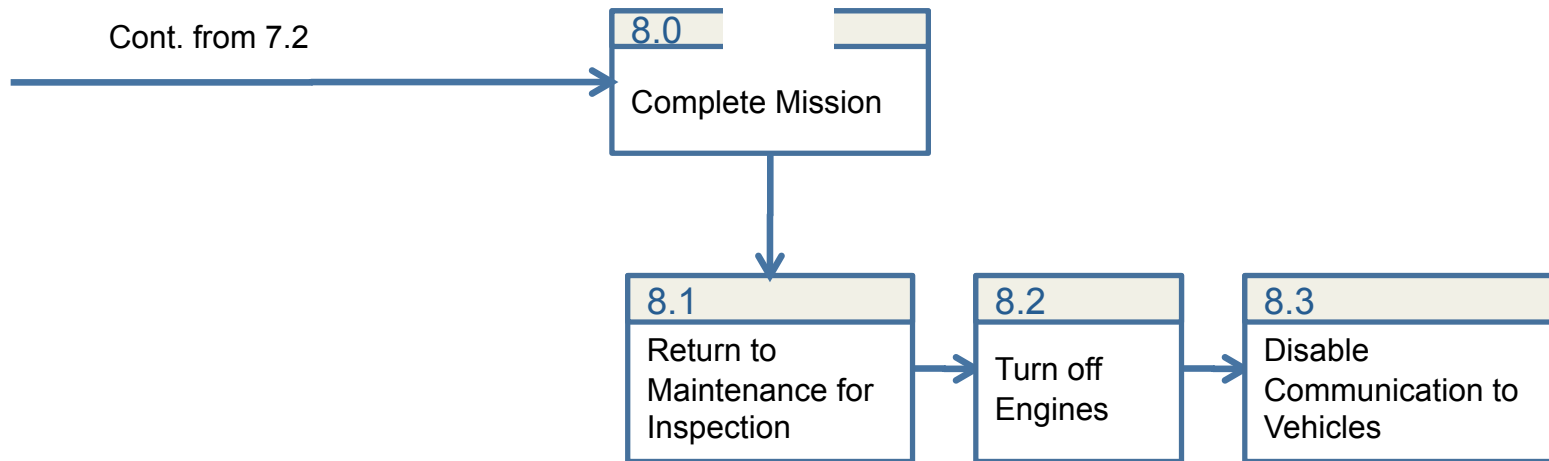 Cont. from 7.2
8.0
Complete Mission
8.1
Return to
Maintenance for
Inspection
8.2
Turn off
Engines
8.3
Disable
Communication to
Vehicles